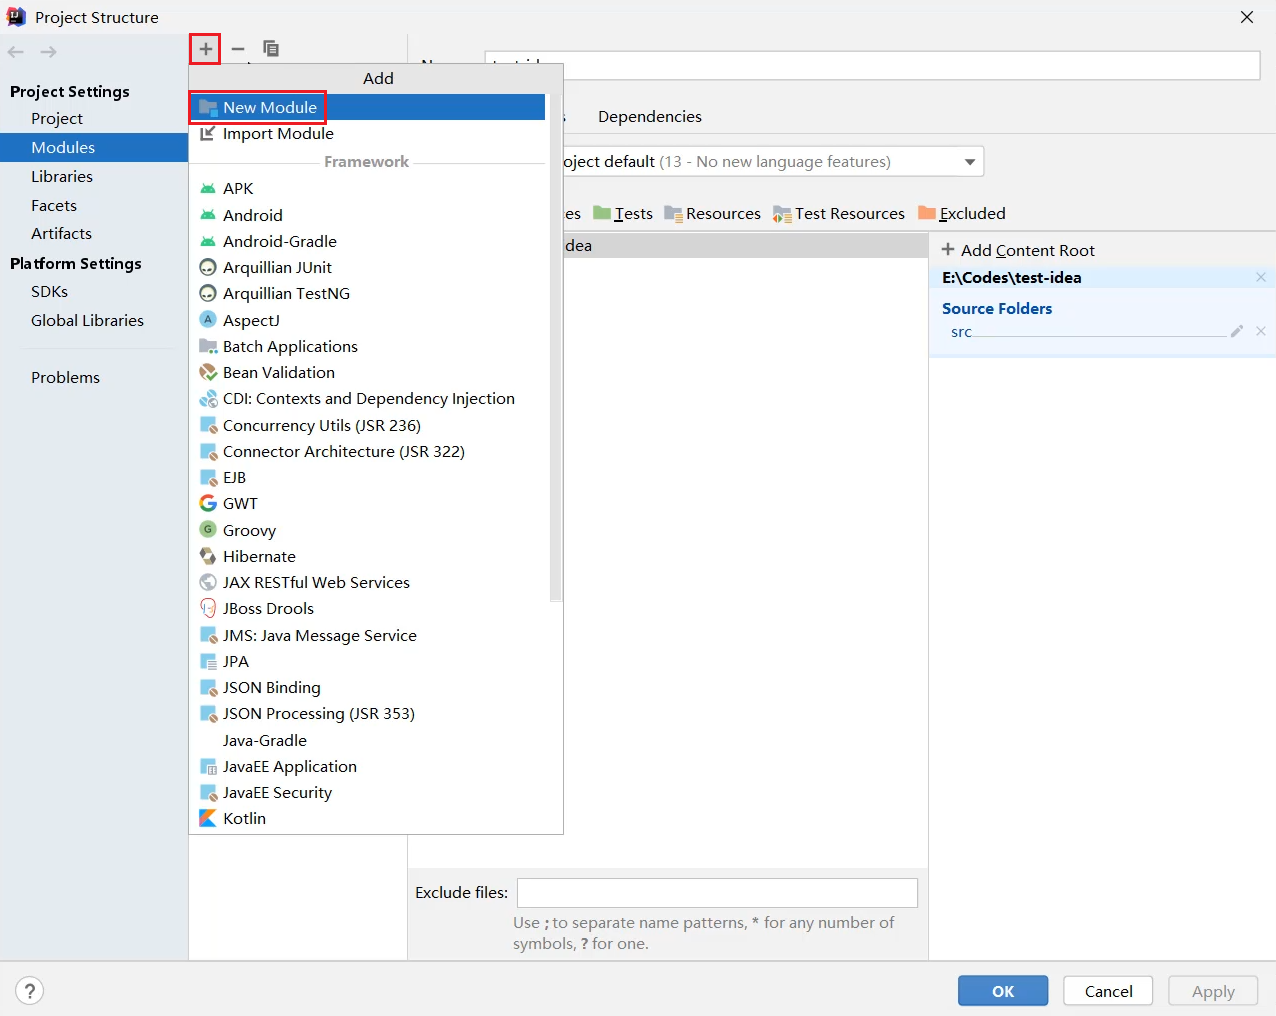 Project Structure
Add
New Module
Import Module
Framework
APK
Android
Android-Gradle
Arquillian JUnit
Arquillian TestNG
AspectJ
Batch Applications
Bean Validation
CDI: Contexts and Dependency Injection
Concurrency Utils (JSR 236)
Connector Architecture (JSR 322)
EJB
GWT
Groovy
Hibernate
JAX RESTful Web Services
JBoss Drools
JMS: Java Message Service
JPA
JSON Binding
JSON Processing (JSR 353)
Java-Gradle
JavaEE Application
JavaEE Security
Kotlin
Project Settings
Project
Modules
Libraries
Facets
Artifacts
Platform Settings
SDKs
Global Libraries
Problems
Dependencies
oject default (13 - No new language features)
es Tests Resources Test Resources Excluded
idea
Add Content Root
E:\Codes\test-idea
Source Folders
src
Exclude files:
Use ; to separate name patterns, * for any number of
symbols, ? for one.
?
OK
Cancel
Apply